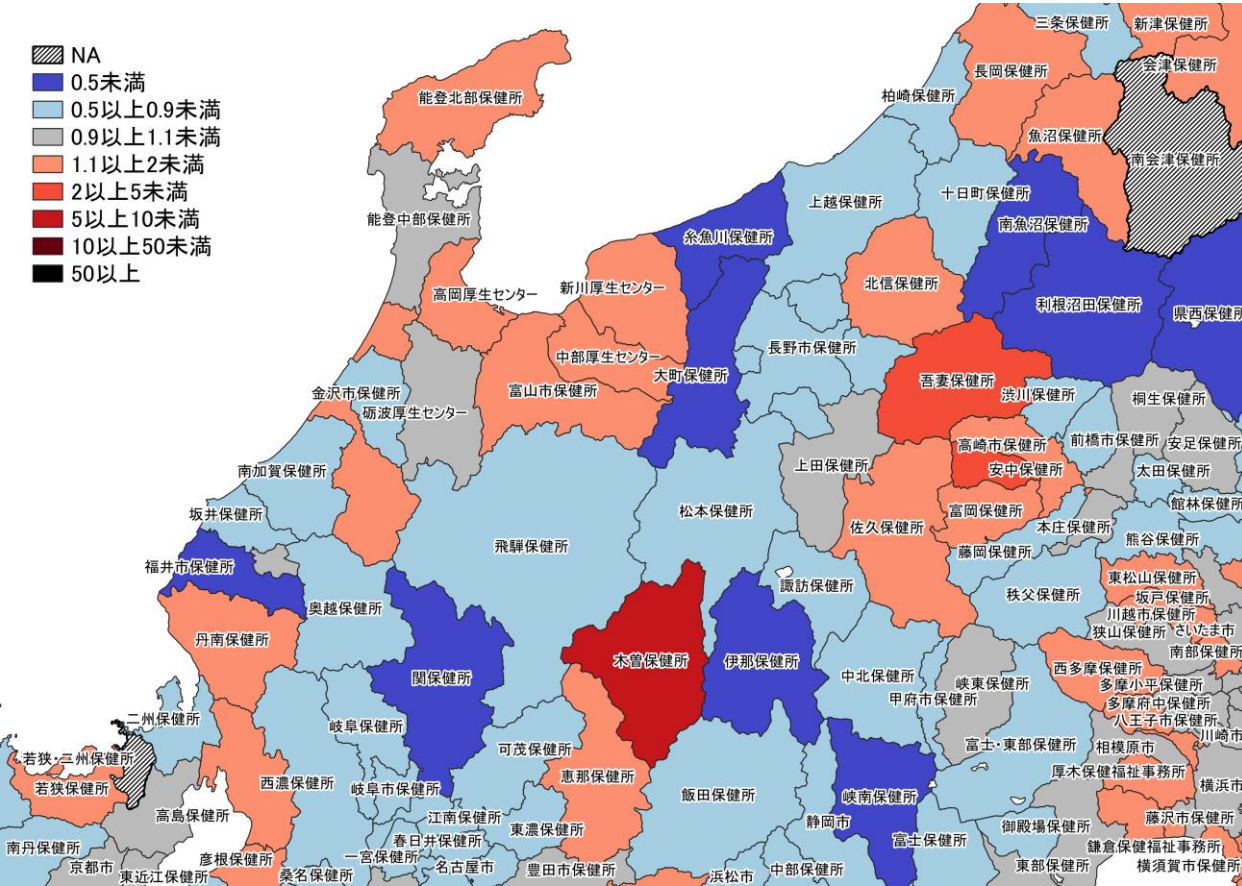 NA
0.5未満
0.5以上0.9未満
0.9以上1.1未満
1.1以上2未満
2以上5未満
5以上10未満
10以上50未満
50以上
三条保健所
新津保健所
会津保健所
長岡保健所
柏崎保健所
魚沼保健所
南会津保健所
能登北部保健所
十日町保健所
上越保健所
南魚沼保健所
能登中部保健所
糸魚川保健所
北信保健所
新川厚生センター
高岡厚生センター
利根沼田保健所
県西保健所
長野市保健所
中部厚生センター
大町保健所
吾妻保健所
富山市保健所
金沢市保健所
渋川保健所
桐生保健所
砺波厚生センター
高崎市保健所
前橋市保健所
安足保健所
南加賀保健所
上田保健所
安中保健所
太田保健所
館林保健所
坂井保健所
松本保健所
富岡保健所
佐久保健所
本庄保健所
熊谷保健所
飛騨保健所
藤岡保健所
福井市保健所
諏訪保健所
東松山保健所
秩父保健所
坂戸保健所
奥越保健所
川越市保健所
狭山保健所
さいたま市
丹南保健所
南部保健所
木曽保健所
伊那保健所
西多摩保健所
関保健所
中北保健所
峡東保健所
多摩小平保健所
甲府市保健所
多摩府中保健所
二州保健所
八王子市保健所
岐阜保健所
川崎市
可茂保健所
富士・東部保健所
相模原市
若狭・二州保健所
恵那保健所
厚木保健福祉事務所
若狭保健所
西濃保健所
岐阜市保健所
飯田保健所
峡南保健所
横浜市
高島保健所
江南保健所
静岡市
藤沢市保健所
東濃保健所
御殿場保健所
南丹保健所
春日井保健所
富士保健所
鎌倉保健福祉事務所
彦根保健所
一宮保健所
京都市
名古屋市
豊田市保健所
中部保健所
東部保健所
横須賀市保健所
東近江保健所
桑名保健所
浜松市